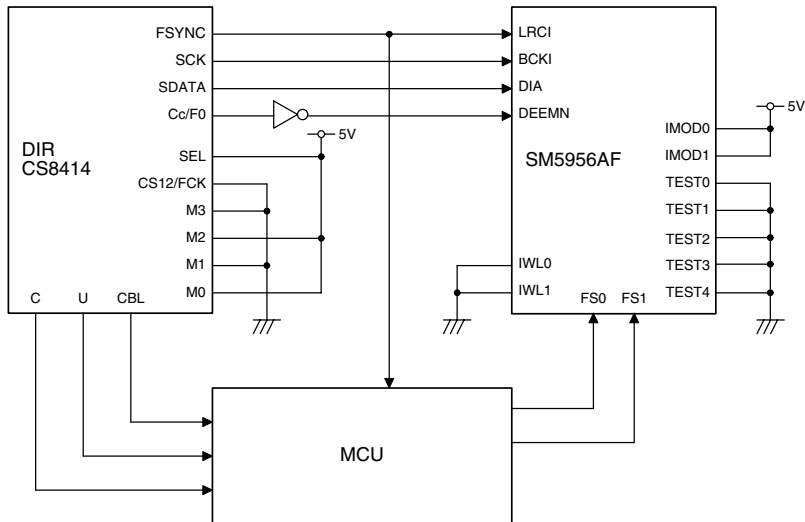 FSYNC
SCK
SDATA
Cc/F0
SEL
CS12/FCK
M3
M2
M1
M0
DIR
CS8414
C U CBL
5V
LRCI
BCKI
DIA
DEEMN
SM5956AF
IWL0
IWL1
IMOD0
IMOD1
TEST0
TEST1
TEST2
TEST3
TEST4
FS0 FS1
5V
MCU